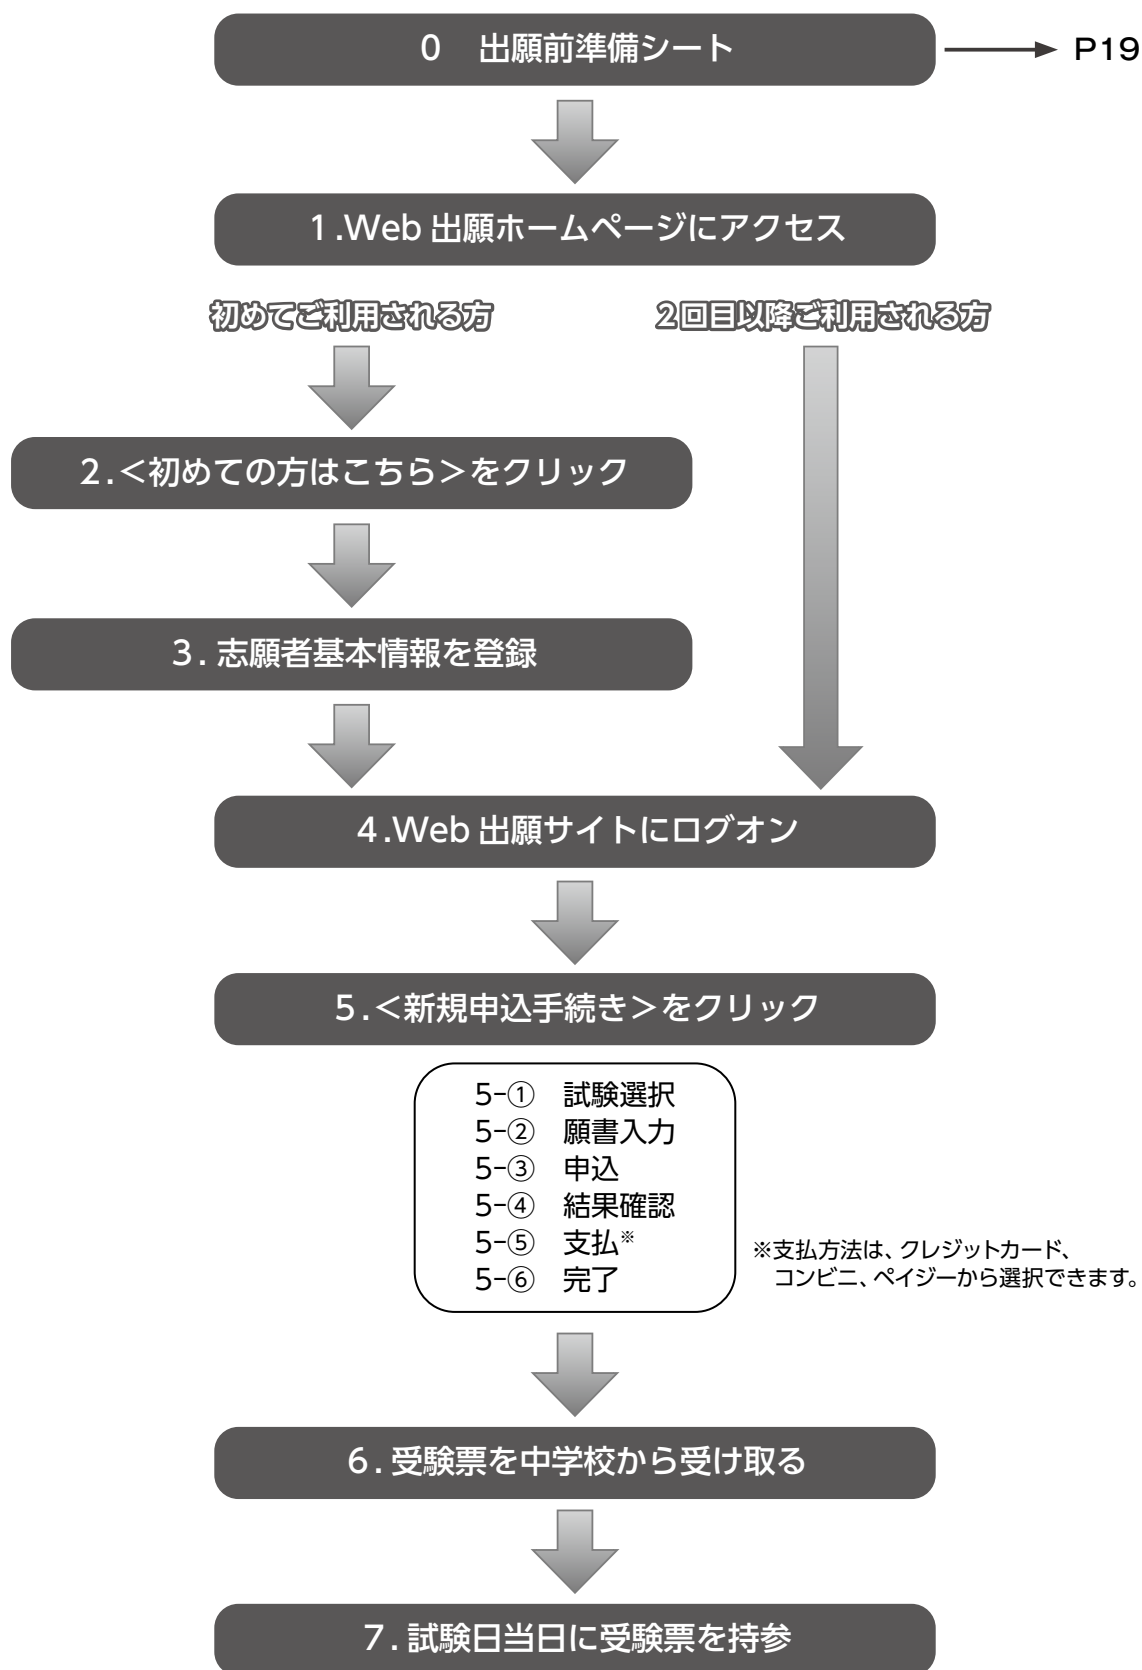 0　出願前準備シート
P19
1.Web 出願ホームページにアクセス
初めてご利用される方
2回目以降ご利用される方
2.＜初めての方はこちら＞をクリック
3. 志願者基本情報を登録
4.Web 出願サイトにログオン
5.＜新規申込手続き＞をクリック
5-①　試験選択
5-②　願書入力
5-③　申込
5-④　結果確認
5-⑤　支払※
5-⑥　完了
※支払方法は、クレジットカード、
コンビニ、ペイジーから選択できます。
6. 受験票を中学校から受け取る
7. 試験日当日に受験票を持参